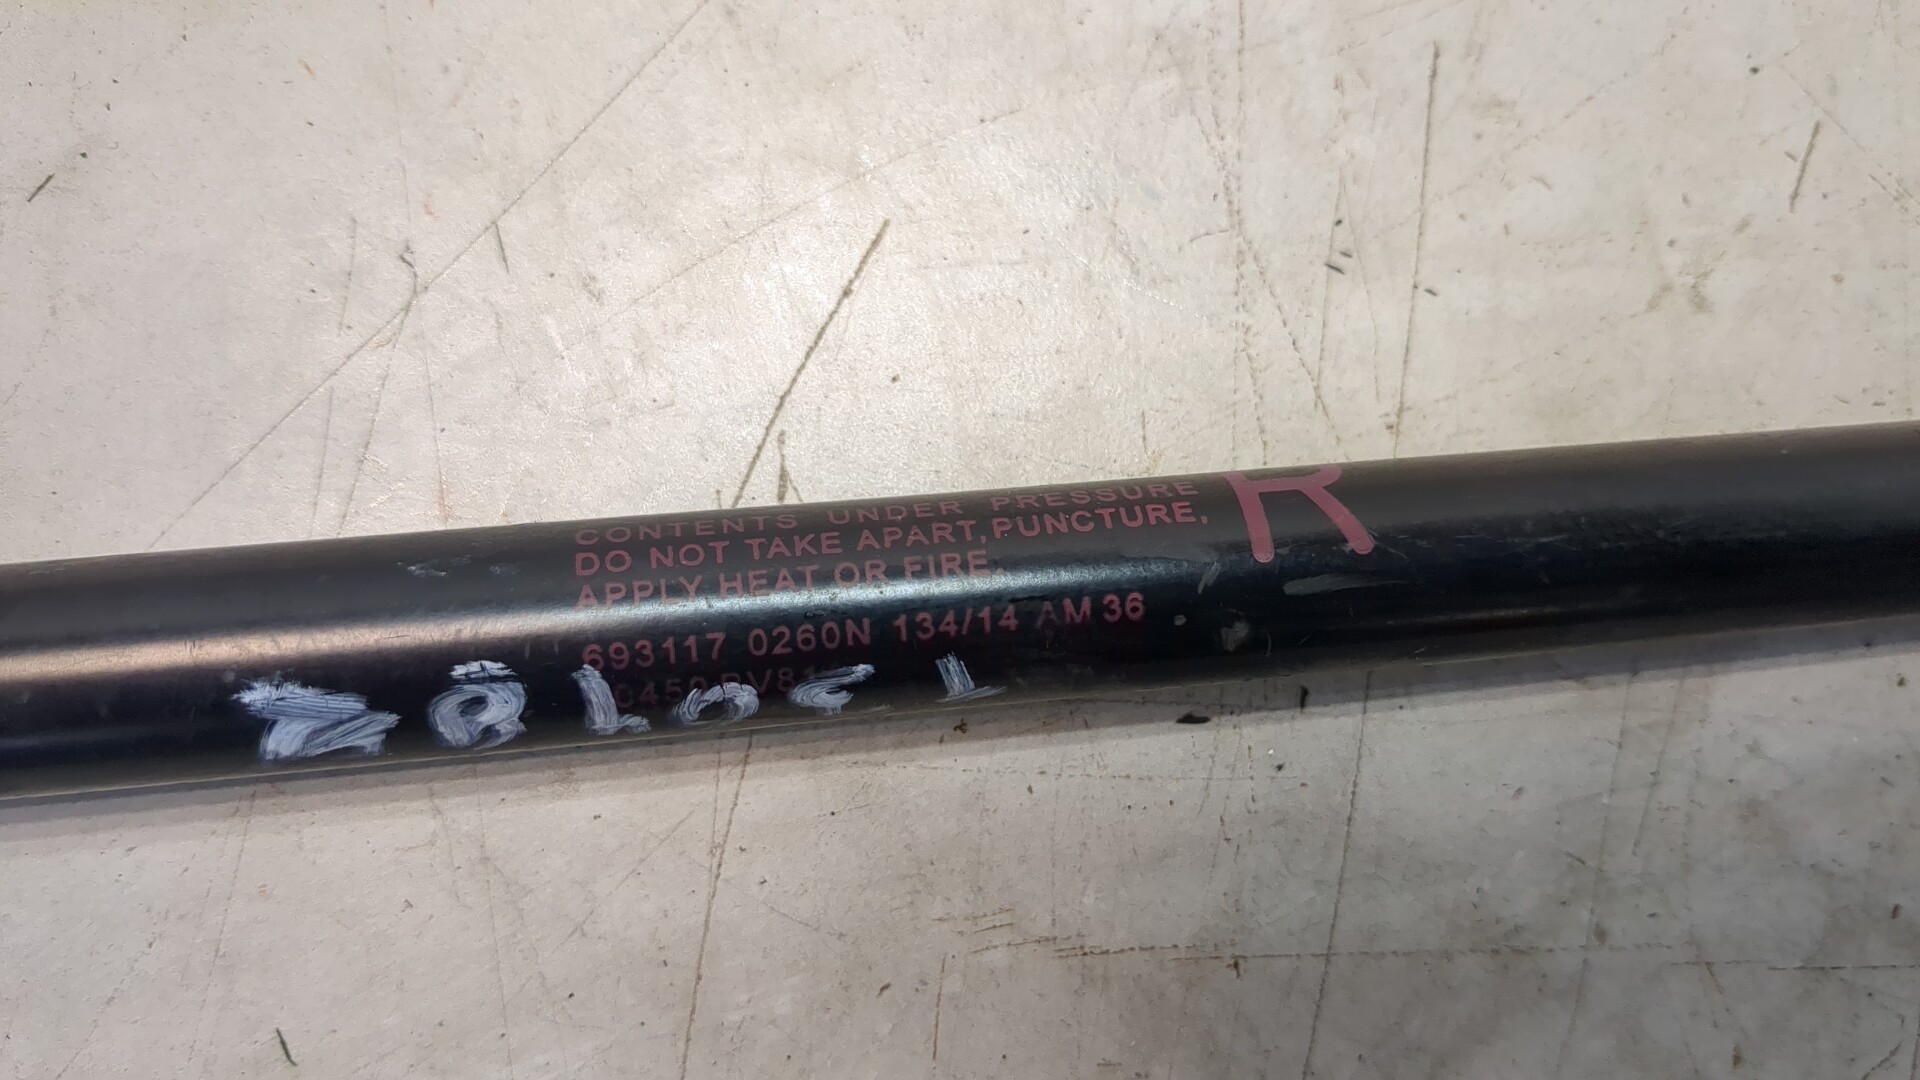 CONTENTS UNDER PRESSURE
DO NOT TAKE APART, PUNCTURE,
APPLY HEAT OR FIRE.
R
693117 0260N 134/14 AM 36